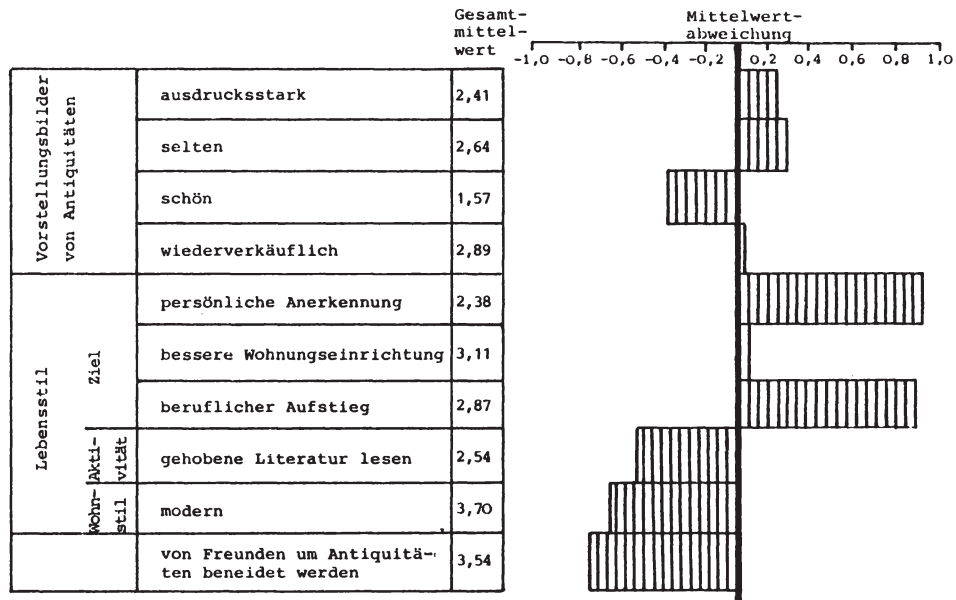 Gesamt-
mittel-
wert
Mittelwert-
abweichung
-1,0 -0,8 -0,6 -0,4 -0,2 0,2 0,4 0,6 0,8 1,0
Vorstellungsbilder
von Antiquitäten
ausdrucksstark 2,41
selten 2,64
schön 1,57
wiederverkäuflich 2,89
Lebensstil
Ziel
persönliche Anerkennung 2,38
bessere Wohnungseinrichtung 3,11
beruflicher Aufstieg 2,87
Akti-
vität
gehobene Literatur lesen 2,54
Wohn-
stil
modern 3,70
von Freunden um Antiquitä-
ten beneidet werden 3,54